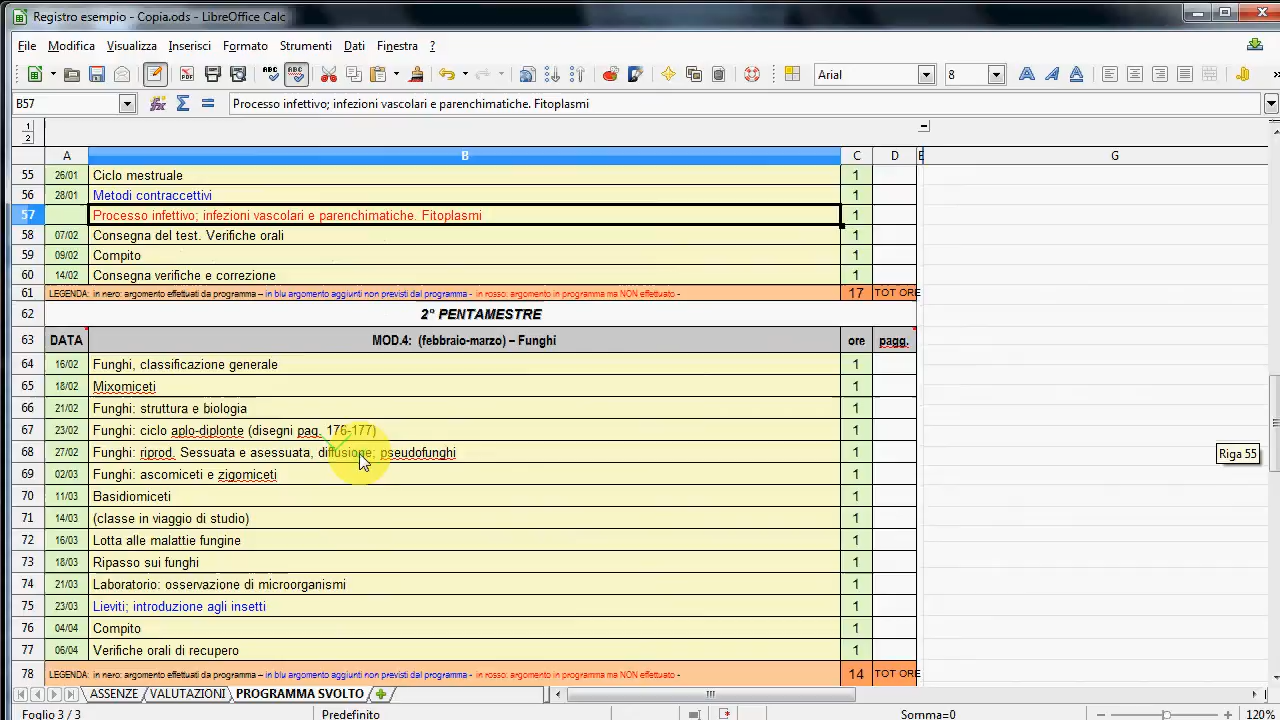 Registro esempio - Copia.ods - LibreOffice Calc
File Modifica Visualizza Inserisci Formato Strumenti Dati Finestra ?
Arial 8
B57 Processo infettivo; infezioni vascolari e parenchimatiche. Fitoplasmi
1
2
A B C D E G
55 26/01 Ciclo mestruale 1
56 28/01 Metodi contraccettivi 1
57 Processo infettivo; infezioni vascolari e parenchimatiche. Fitoplasmi 1
58 07/02 Consegna del test. Verifiche orali 1
59 09/02 Compito 1
60 14/02 Consegna verifiche e correzione 1
61 LEGENDA: in nero: argomento effettuati da programma – in blu argomento aggiunti non previsti dal programma - in rosso: argomento in programma ma NON effettuato - 17 TOT ORE
62 2° PENTAMESTRE
63 DATA MOD.4: (febbraio-marzo) – Funghi ore pagg.
64 16/02 Funghi, classificazione generale 1
65 18/02 Mixomiceti 1
66 21/02 Funghi: struttura e biologia 1
67 23/02 Funghi: ciclo aplo-diplonte (disegni pag. 176-177) 1
68 27/02 Funghi: riprod. Sessuata e asessuata, diffusione; pseudofunghi 1
Riga 55
69 02/03 Funghi: ascomiceti e zigomiceti 1
70 11/03 Basidiomiceti 1
71 14/03 (classe in viaggio di studio) 1
72 16/03 Lotta alle malattie fungine 1
73 18/03 Ripasso sui funghi 1
74 21/03 Laboratorio: osservazione di microorganismi 1
75 23/03 Lieviti; introduzione agli insetti 1
76 04/04 Compito 1
77 06/04 Verifiche orali di recupero 1
78 LEGENDA: in nero: argomento effettuati da programma – in blu argomento aggiunti non previsti dal programma - in rosso: argomento in programma ma NON effettuato - 14 TOT ORE
ASSENZE VALUTAZIONI PROGRAMMA SVOLTO
Foglio 3 / 3 Predefinito Somma=0 120%